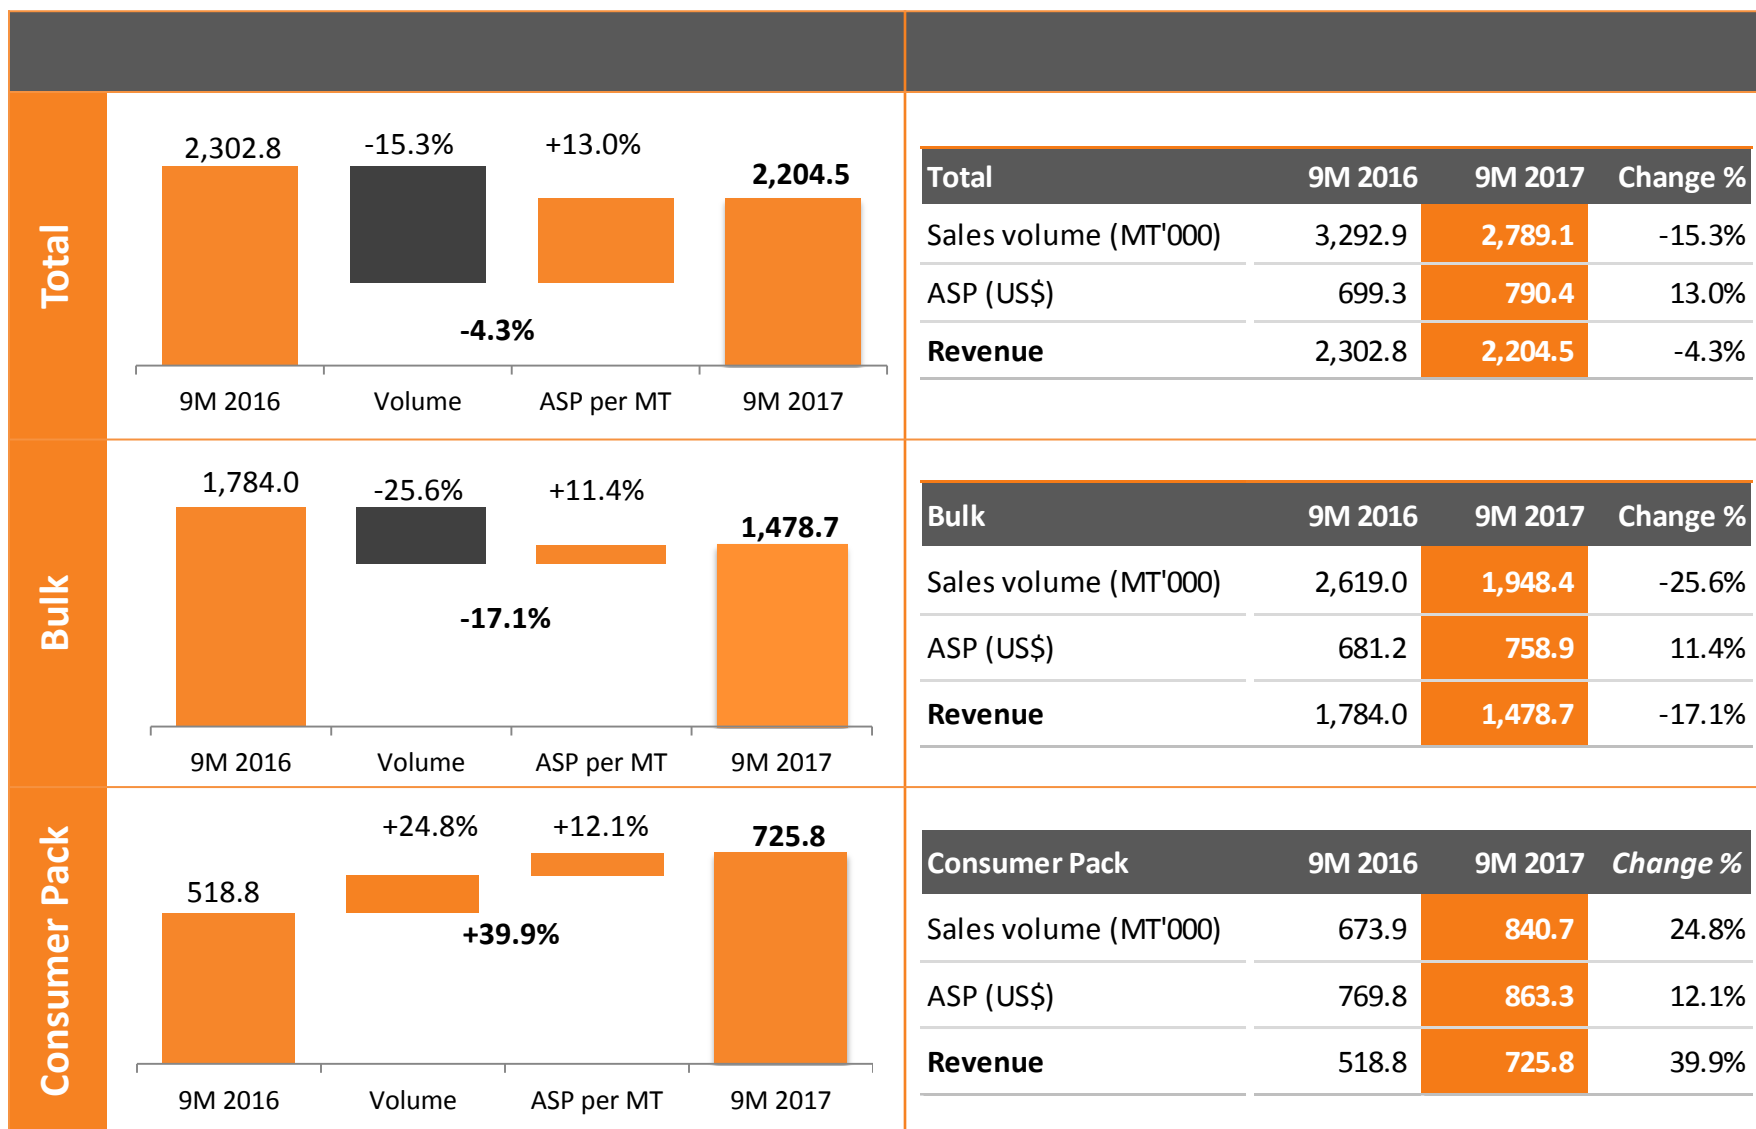 Total
2,302.8 -15.3% +13.0% 2,204.5
-4.3%
9M 2016 Volume ASP per MT 9M 2017
Total 9M 2016 9M 2017 Change %
Sales volume (MT'000) 3,292.9 2,789.1 -15.3%
ASP (US$) 699.3 790.4 13.0%
Revenue 2,302.8 2,204.5 -4.3%
Bulk
1,784.0 -25.6% +11.4% 1,478.7
-17.1%
9M 2016 Volume ASP per MT 9M 2017
Bulk 9M 2016 9M 2017 Change %
Sales volume (MT'000) 2,619.0 1,948.4 -25.6%
ASP (US$) 681.2 758.9 11.4%
Revenue 1,784.0 1,478.7 -17.1%
Consumer Pack
518.8 +24.8% +12.1% 725.8
+39.9%
9M 2016 Volume ASP per MT 9M 2017
Consumer Pack 9M 2016 9M 2017 Change %
Sales volume (MT'000) 673.9 840.7 24.8%
ASP (US$) 769.8 863.3 12.1%
Revenue 518.8 725.8 39.9%